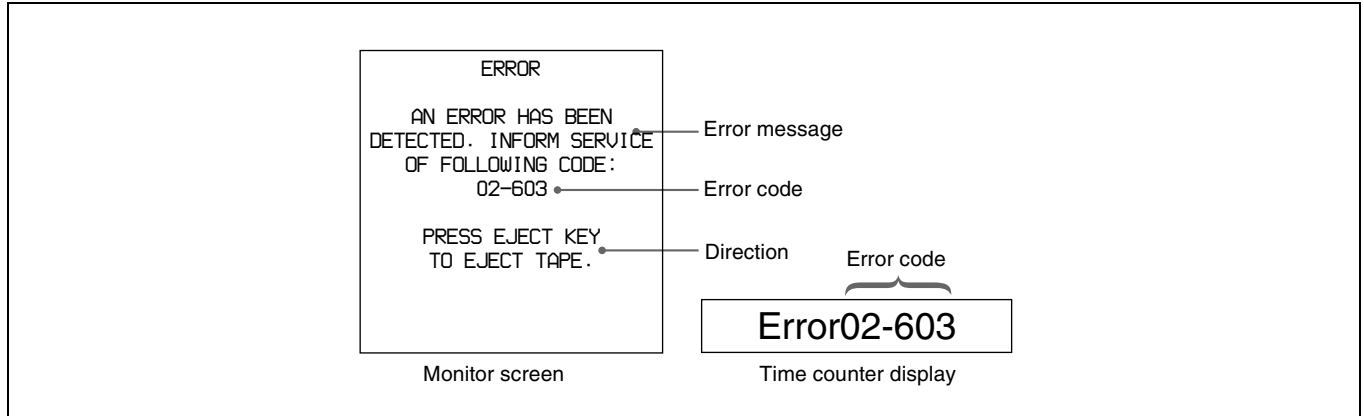 ERROR
AN ERROR HAS BEEN
DETECTED. INFORM SERVICE
OF FOLLOWING CODE:
02-603
PRESS EJECT KEY
TO EJECT TAPE.
Error message
Error code
Direction
Monitor screen
Error code
Error02-603
Time counter display